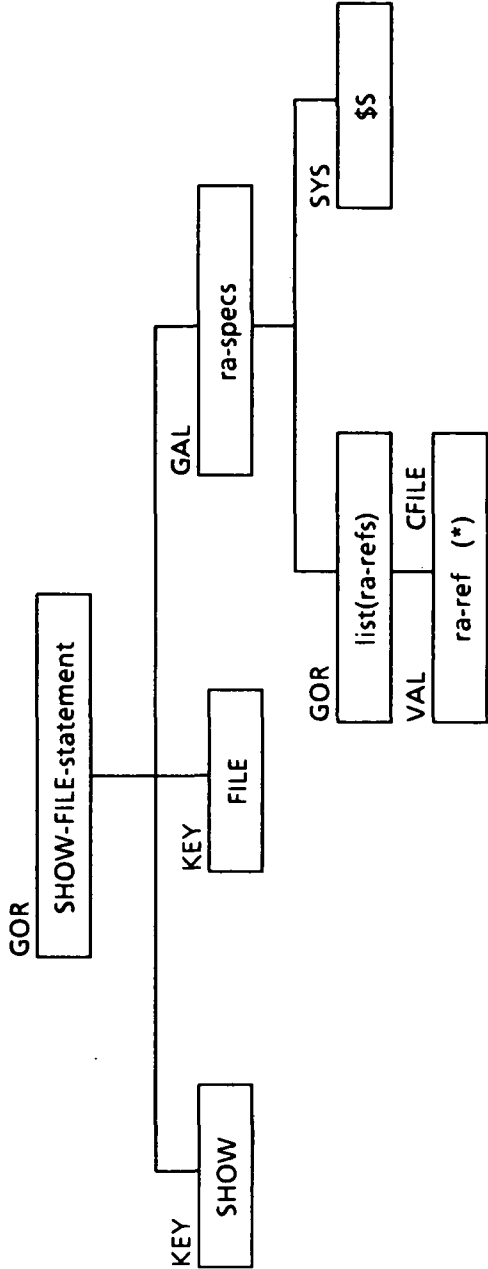 GOR
SHOW-FILE-statement
KEY
SHOW
KEY
FILE
GAL
ra-specs
GOR
list(ra-refs)
SYS
$S
VAL
CFILE
ra-ref (*)